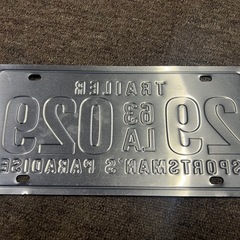 TRAILER
29 63 029
LA
SPORTSMAN'S PARADISE